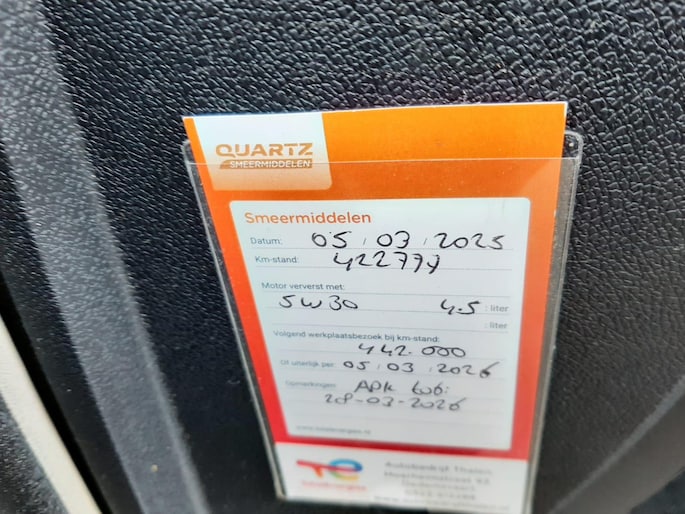 QUARTZ
SMEERMIDDELEN
Smeermiddelen
Datum: 05 / 03 / 2025
Km-stand: 422777
Motor ververst met:
5W30 4.5 : liter
: liter
Volgend werkplaatsbezoek bij km-stand:
442.000
Of uiterlijk per: 05 / 03 / 2026
Opmerkingen: APK tot:
28-03-2026
Autobedrijf Thalen